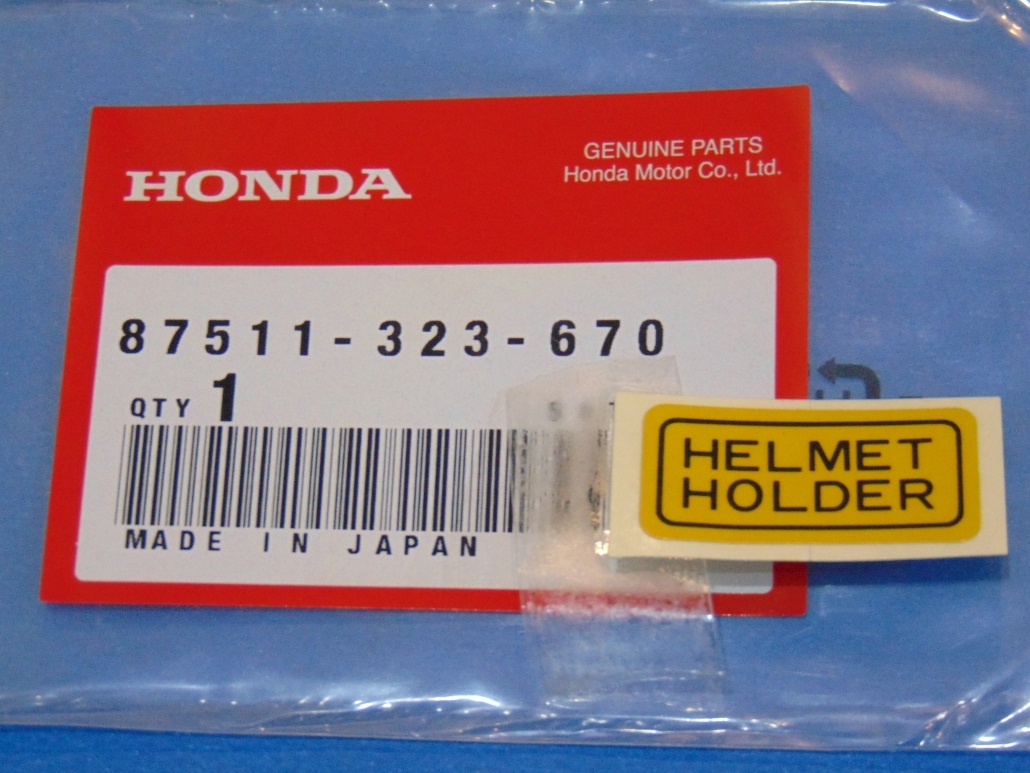 HONDA
GENUINE PARTS
Honda Motor Co., Ltd.
87511-323-670
QTY 1
MADE IN JAPAN
HELMET
HOLDER